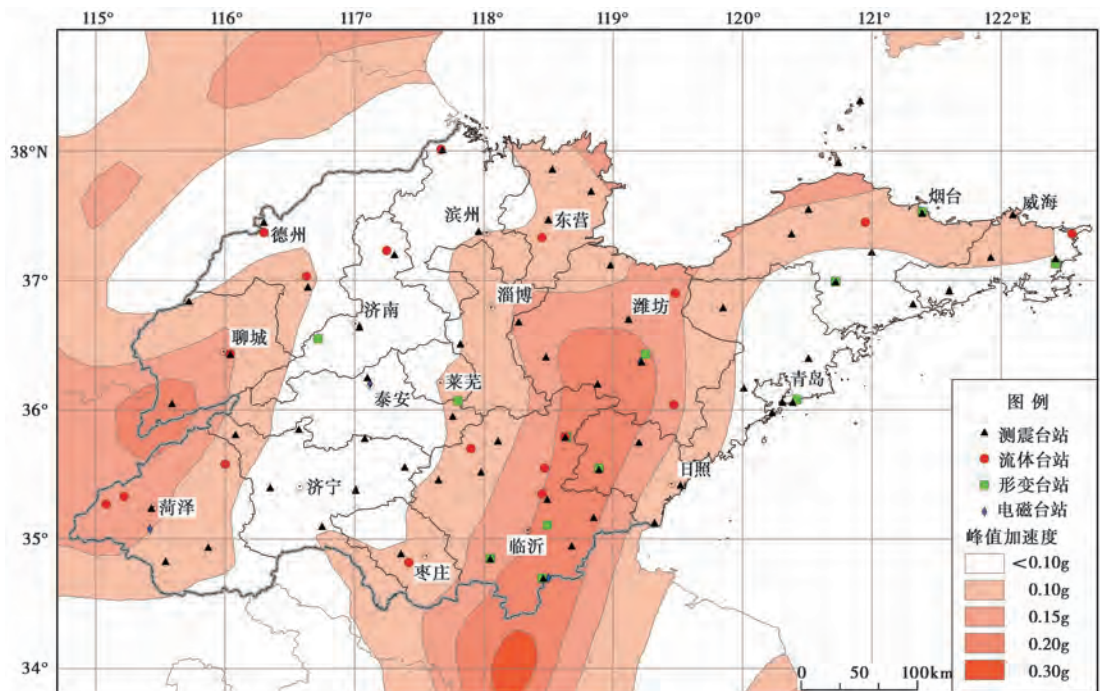 115° 116° 117° 118° 119° 120° 121° 122°E
38°N
37°
36°
35°
34°
烟台
威海
滨州
东营
德州
淄博
潍坊
济南
聊城
莱芜
泰安
青岛
日照
济宁
菏泽
临沂
枣庄
图 例
测震台站
流体台站
形变台站
电磁台站
峰值加速度
<0.10g
0.10g
0.15g
0.20g
0.30g
0 50 100km